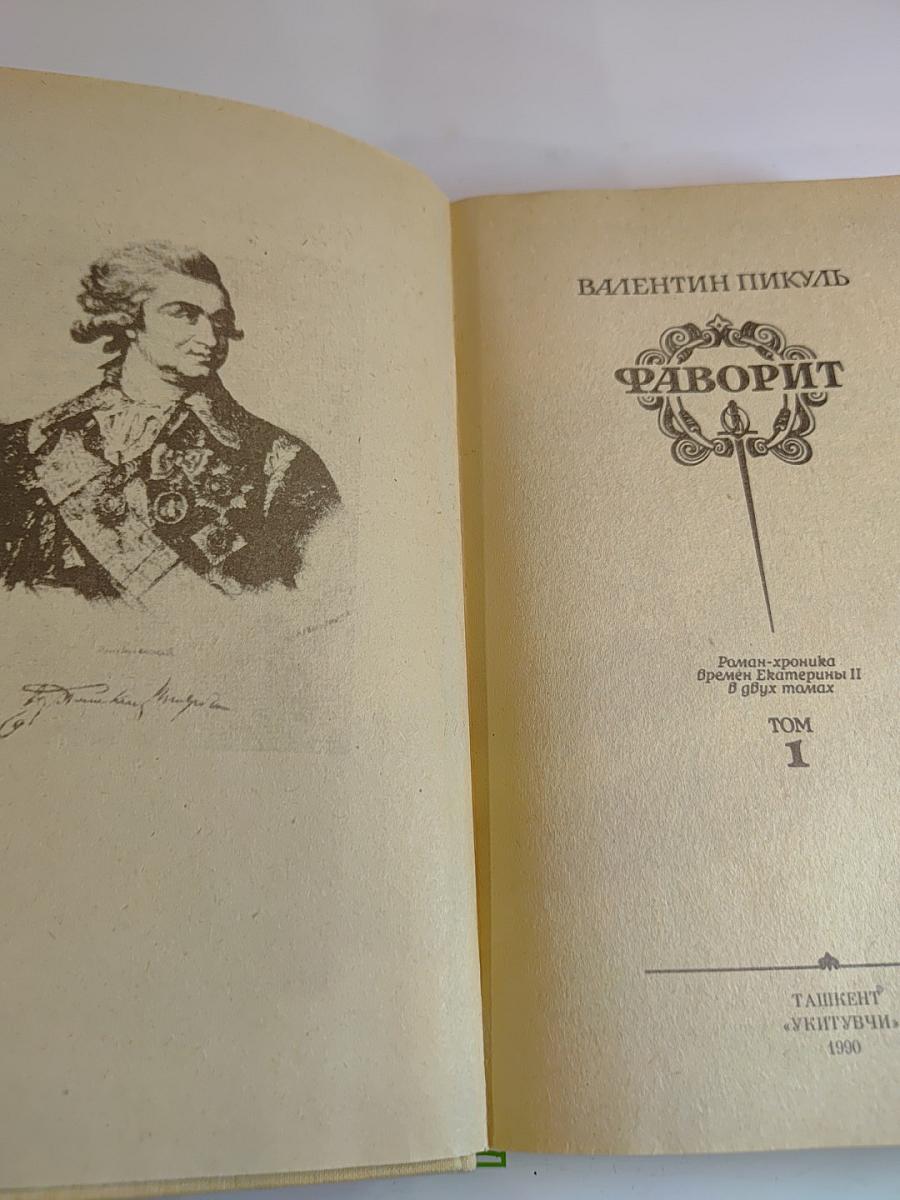 ВАЛЕНТИН ПИКУЛЬ
ФАВОРИТ
Роман-хроника
времен Екатерины II
в двух томах
ТОМ
1
ТАШКЕНТ
«УКИТУВЧИ»
1990